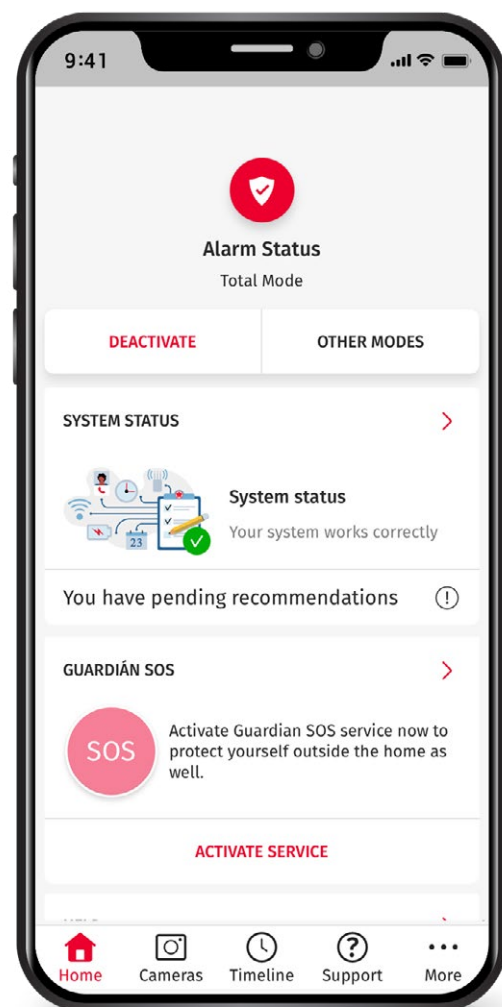 9:41
Alarm Status
Total Mode
DEACTIVATE
OTHER MODES
SYSTEM STATUS
23
System status
Your system works correctly
You have pending recommendations
GUARDIÁN SOS
SOS
Activate Guardian SOS service now to
protect yourself outside the home as
well.
ACTIVATE SERVICE
Home
Cameras
Timeline
Support
More